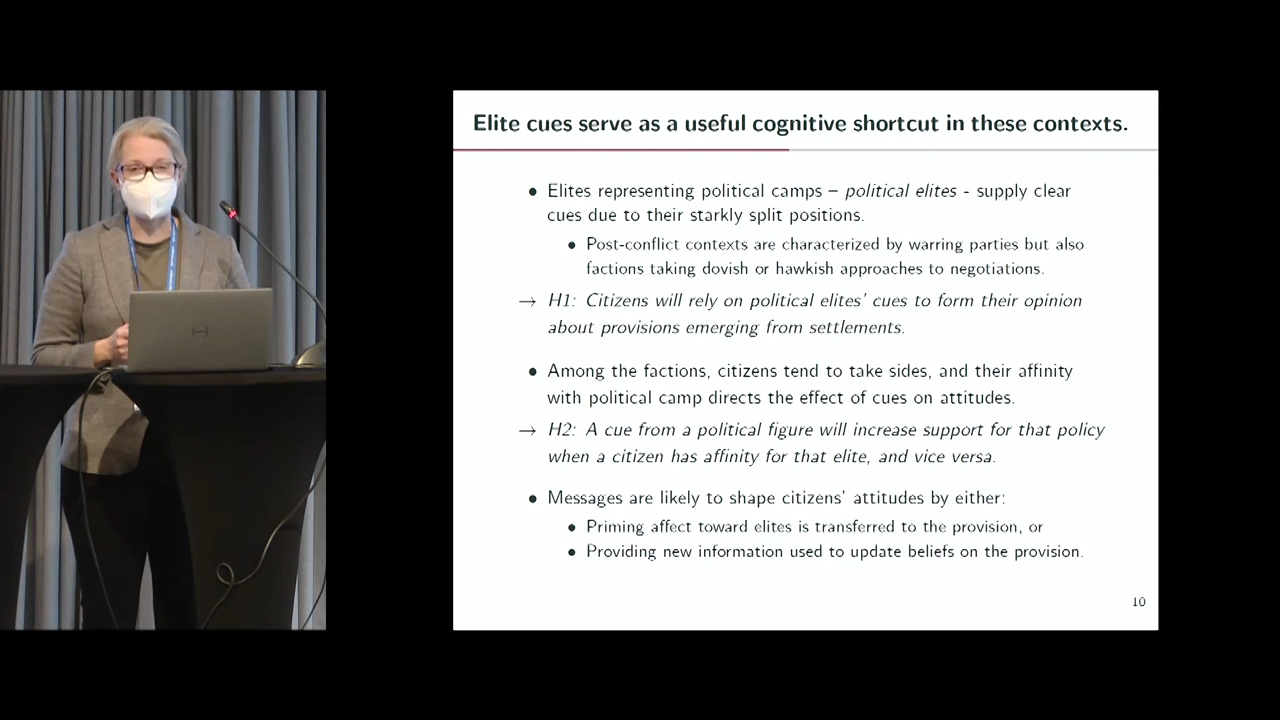 Elite cues serve as a useful cognitive shortcut in these contexts.
• Elites representing political camps – political elites - supply clear
cues due to their starkly split positions.
• Post-conflict contexts are characterized by warring parties but also
factions taking dovish or hawkish approaches to negotiations.
→ H1: Citizens will rely on political elites' cues to form their opinion
about provisions emerging from settlements.
• Among the factions, citizens tend to take sides, and their affinity
with political camp directs the effect of cues on attitudes.
→ H2: A cue from a political figure will increase support for that policy
when a citizen has affinity for that elite, and vice versa.
• Messages are likely to shape citizens' attitudes by either:
• Priming affect toward elites is transferred to the provision, or
• Providing new information used to update beliefs on the provision.
10